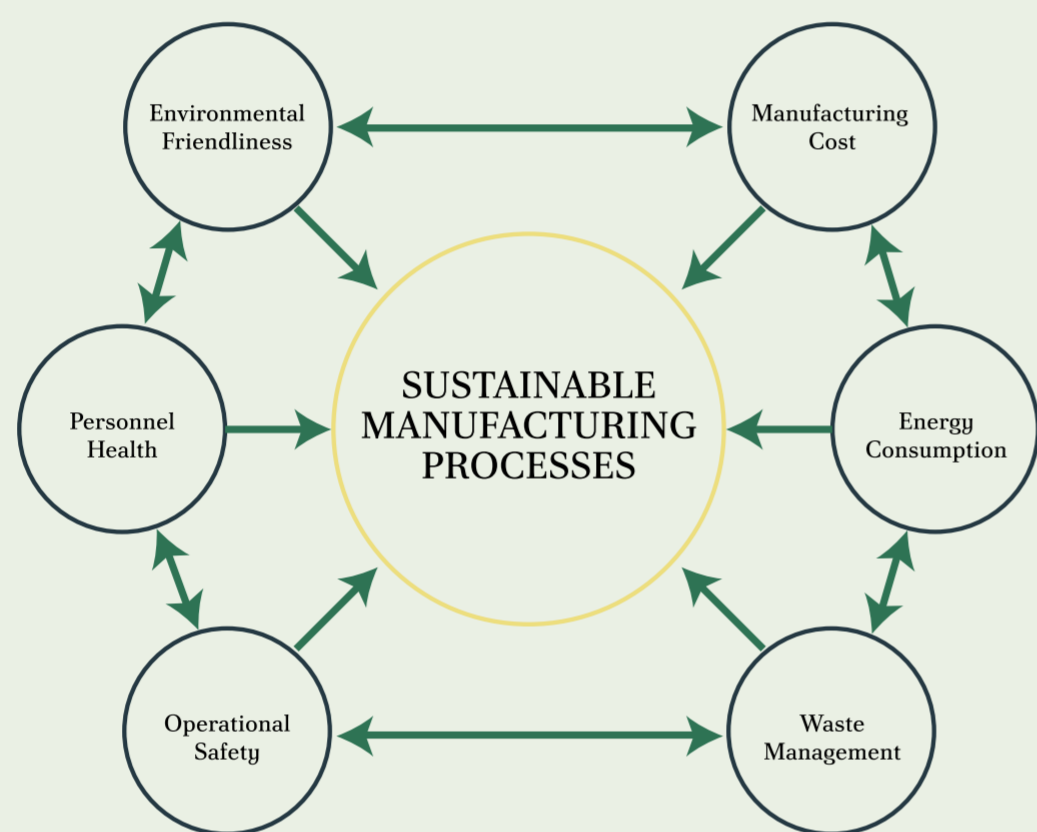 Environmental
Friendliness
Manufacturing
Cost
SUSTAINABLE
MANUFACTURING
PROCESSES
Personnel
Health
Energy
Consumption
Operational
Safety
Waste
Management